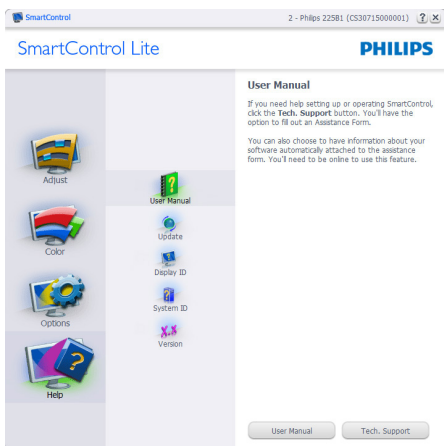 SmartControl
2 - Philips 225B1 (CS30715000001)
? X
SmartControl Lite
PHILIPS
Adjust
Color
Options
Help
User Manual
Update
Display ID
System ID
X.X
Version
User Manual
If you need help setting up or operating SmartControl,
click the Tech. Support button. You'll have the
option to fill out an Assistance Form.
You can also choose to have information about your
software automatically attached to the assistance
form. You'll need to be online to use this feature.
User Manual
Tech. Support